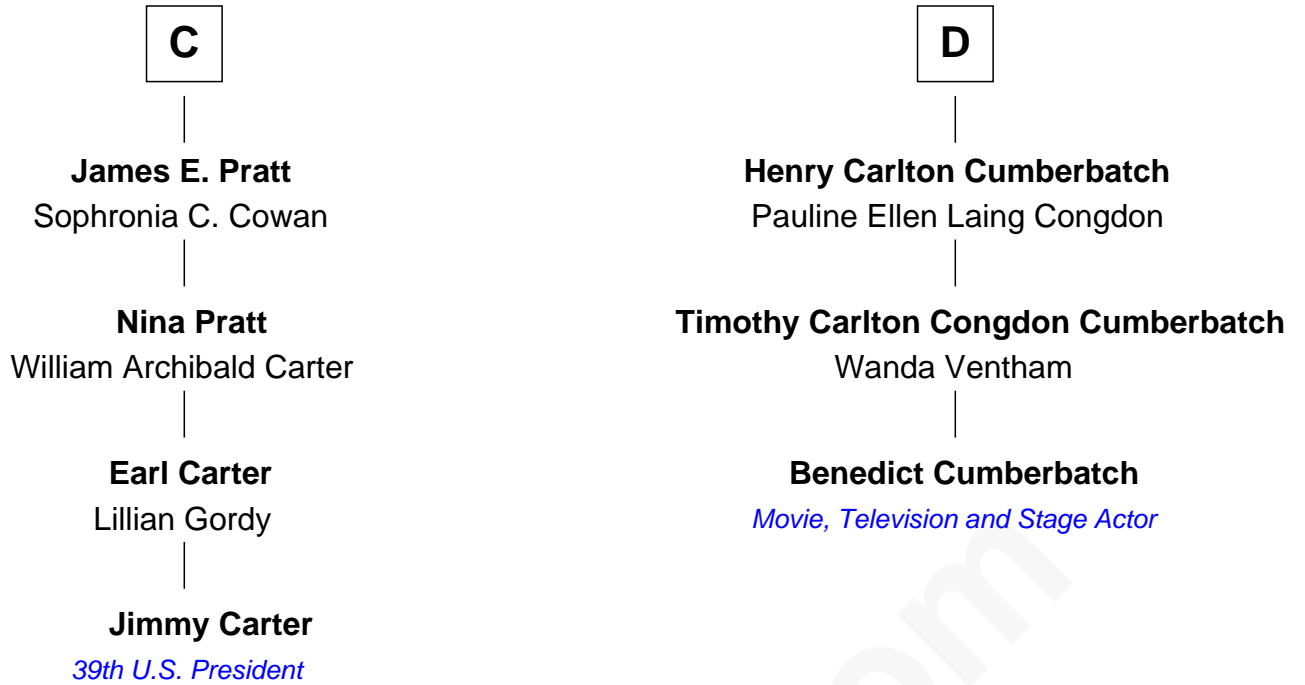 C
James E. Pratt
Sophronia C. Cowan
Nina Pratt
William Archibald Carter
Earl Carter
Lillian Gordy
Jimmy Carter
39th U.S. President
D
Henry Carlton Cumberbatch
Pauline Ellen Laing Congdon
Timothy Carlton Congdon Cumberbatch
Wanda Ventham
Benedict Cumberbatch
Movie, Television and Stage Actor
om